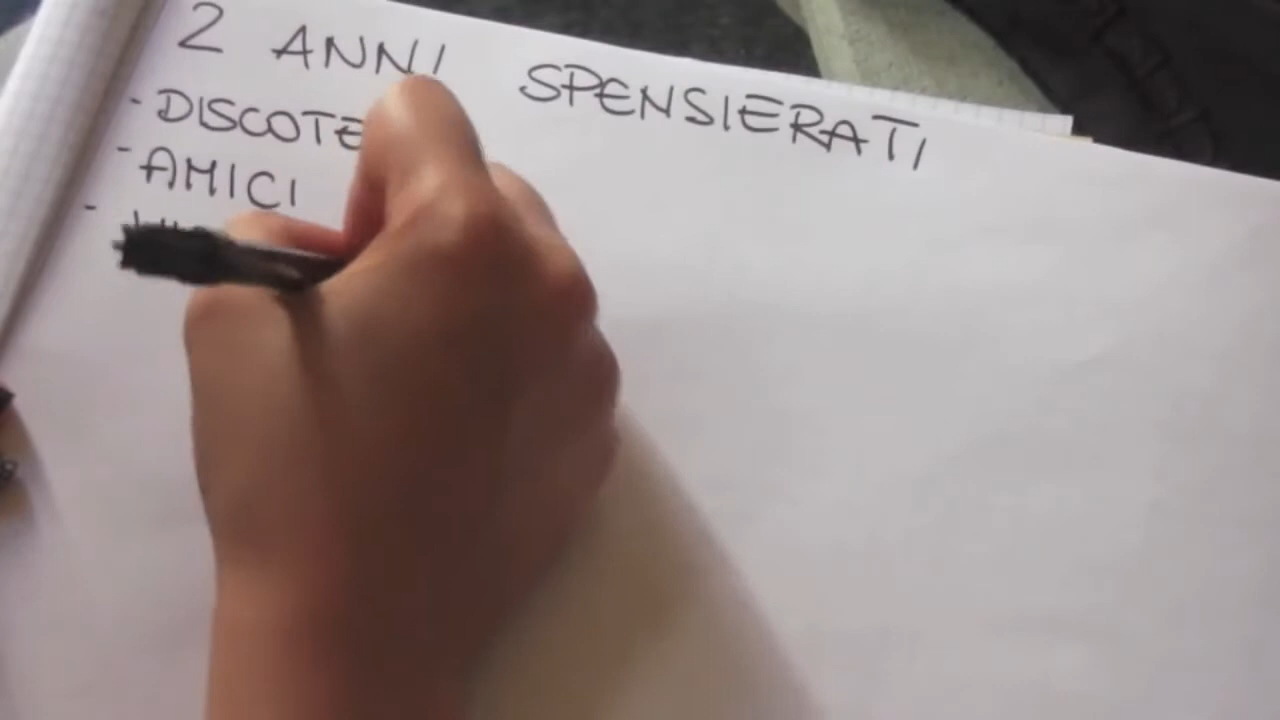 2 ANNI SPENSIERATI
- DISCOTE
- AMICI
-